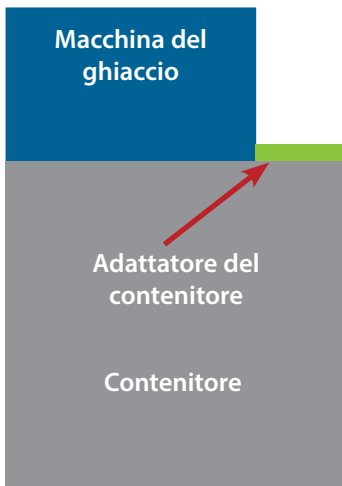 Macchina del
ghiaccio
Adattatore del
contenitore
Contenitore